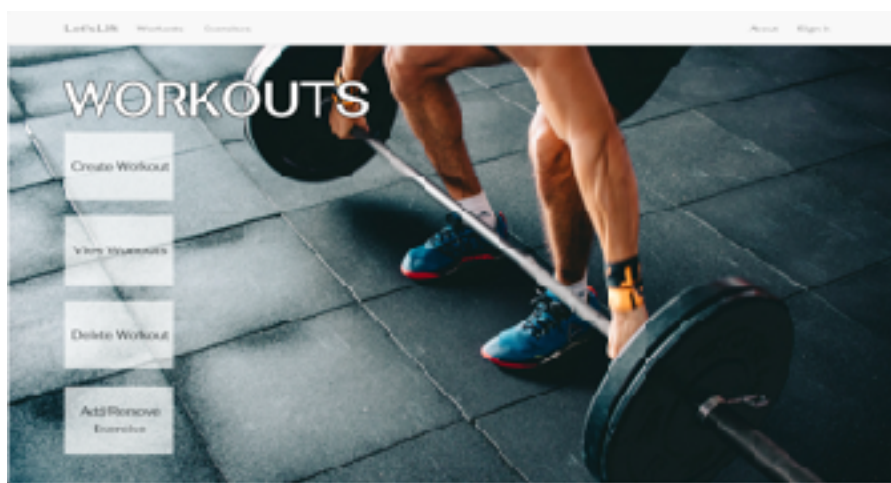 Let'sLift Workouts Exercises About Sign In
WORKOUTS
Create Workout
View Workouts
Delete Workout
Add/Remove
Exercise